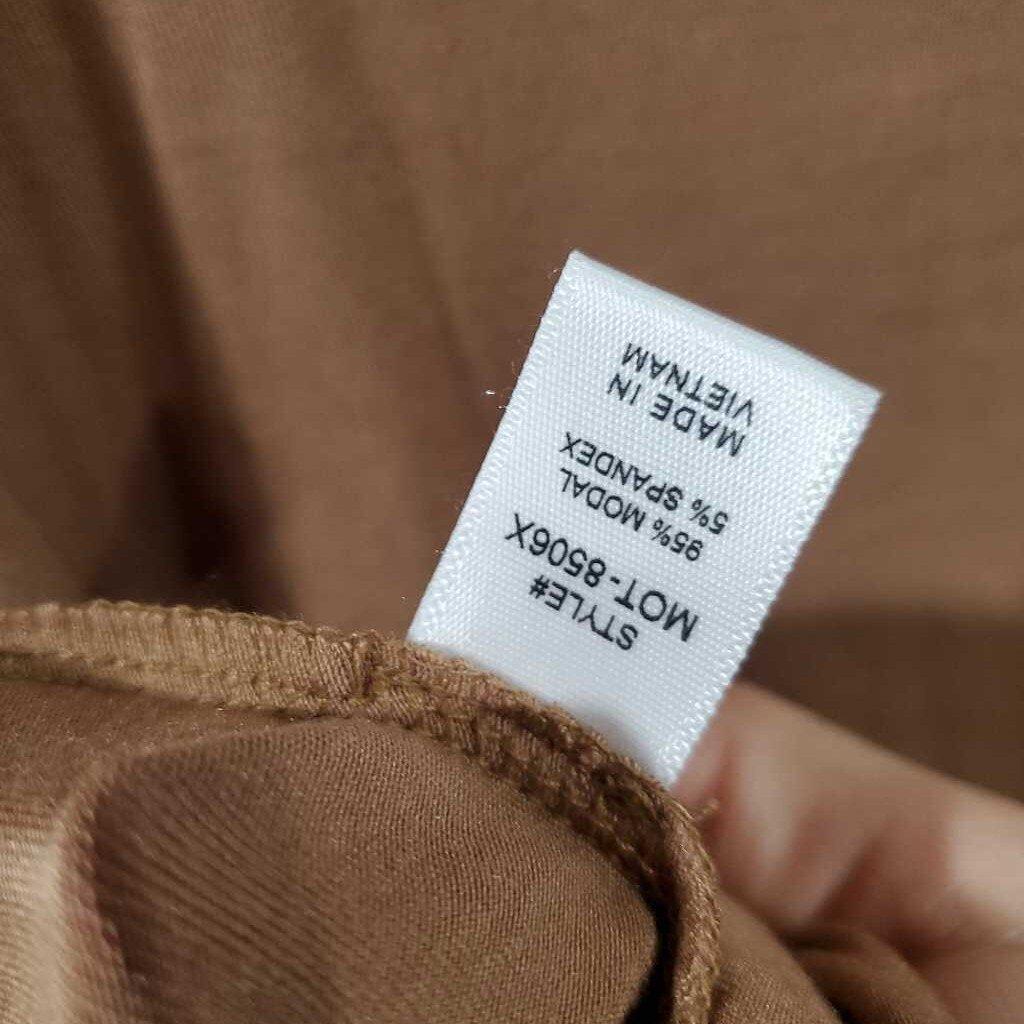 STYLE#
MOT-8506X
95% MODAL
5% SPANDEX
MADE IN
VIETNAM